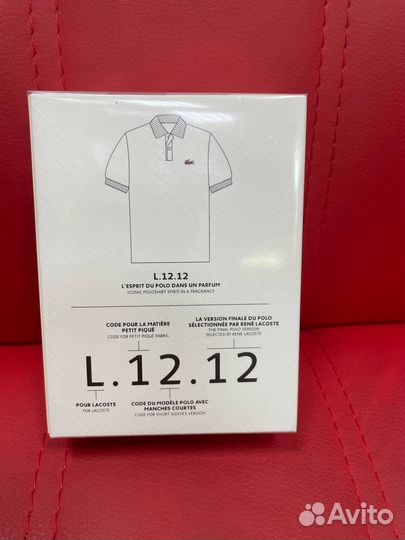 L.12.12
L'ESPRIT DU POLO DANS UN PARFUM
ICONIC POLOSHIRT SPIRIT IN A FRAGRANCE
CODE POUR LA MATIÈRE
PETIT PIQUÉ
CODE FOR PETIT PIQUÉ FABRIC
LA VERSION FINALE DU POLO
SÉLECTIONNÉE PAR RENÉ LACOSTE
THE FINAL POLO VERSION
SELECTED BY RENÉ LACOSTE
L.12.12
POUR LACOSTE
FOR LACOSTE
CODE DU MODÈLE POLO AVEC
MANCHES COURTES
CODE FOR SHORT SLEEVES VERSION
Avito